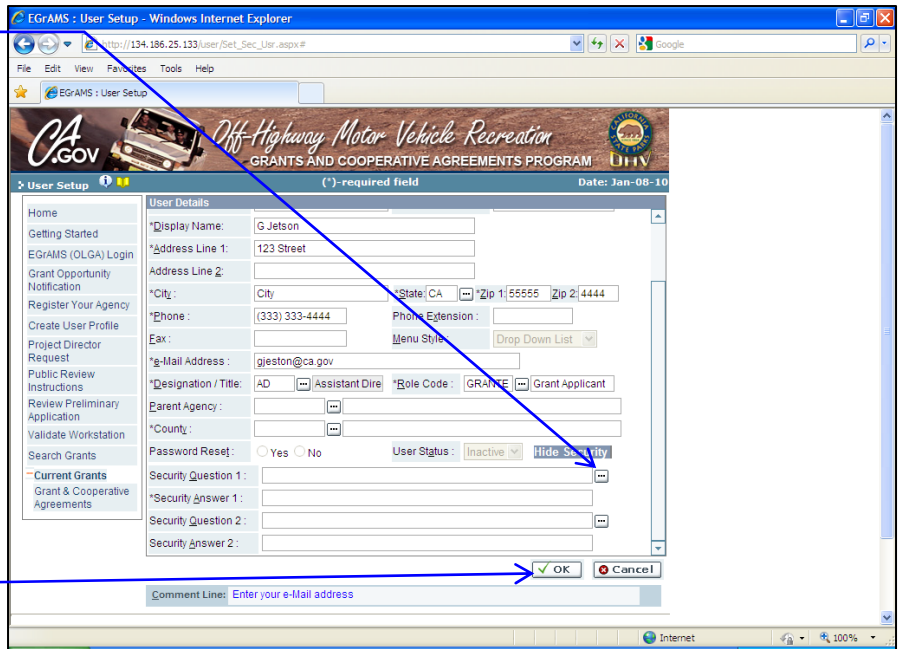 EGrAMS : User Setup - Windows Internet Explorer
http://134.186.25.133/user/Set_Sec_Usr.aspx#
Google
File Edit View Favorites Tools Help
EGrAMS : User Setup
CA.GOV
Off-Highway Motor Vehicle Recreation
GRANTS AND COOPERATIVE AGREEMENTS PROGRAM
CALIFORNIA
STATE PARKS
OHV
User Setup (*)-required field Date: Jan-08-10
Home
Getting Started
EGrAMS (OLGA) Login
Grant Opportunity
Notification
Register Your Agency
Create User Profile
Project Director
Request
Public Review
Instructions
Review Preliminary
Application
Validate Workstation
Search Grants
Current Grants
Grant & Cooperative
Agreements
User Details
*Display Name: G Jetson
*Address Line 1: 123 Street
Address Line 2:
*City : City *State: CA ... *Zip 1: 55555 Zip 2: 4444
*Phone : (333) 333-4444 Phone Extension :
Fax : Menu Style Drop Down List
*e-Mail Address : gjeston@ca.gov
*Designation / Title: AD ... Assistant Dire *Role Code : GRANTE ... Grant Applicant
Parent Agency : ...
*County : ...
Password Reset : Yes No User Status : Inactive Hide Security
Security Question 1 : ...
*Security Answer 1 :
Security Question 2 : ...
Security Answer 2 :
OK Cancel
Comment Line: Enter your e-Mail address
Internet 100%